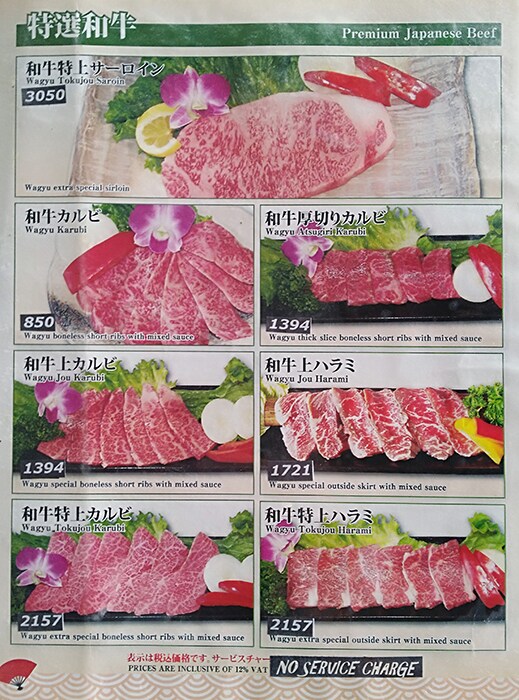 特選和牛
Premium Japanese Beef
和牛特上サーロイン
Wagyu Tokujou Saroin
3050
Wagyu extra special sirloin
和牛カルビ
Wagyu Karubi
850
Wagyu boneless short ribs with mixed sauce
和牛厚切りカルビ
Wagyu Atsugiri Karubi
1394
Wagyu thick slice boneless short ribs with mixed sauce
和牛上カルビ
Wagyu Jou Karubi
1394
Wagyu special boneless short ribs with mixed sauce
和牛上ハラミ
Wagyu Jou Harami
1721
Wagyu special outside skirt with mixed sauce
和牛特上カルビ
Wagyu Tokujou Karubi
2157
Wagyu extra special boneless short ribs with mixed sauce
和牛特上ハラミ
Wagyu Tokujou Harami
2157
Wagyu extra special outside skirt with mixed sauce
表示は税込価格です。サービスチャー
PRICES ARE INCLUSIVE OF 12% VAT
NO SERVICE CHARGE